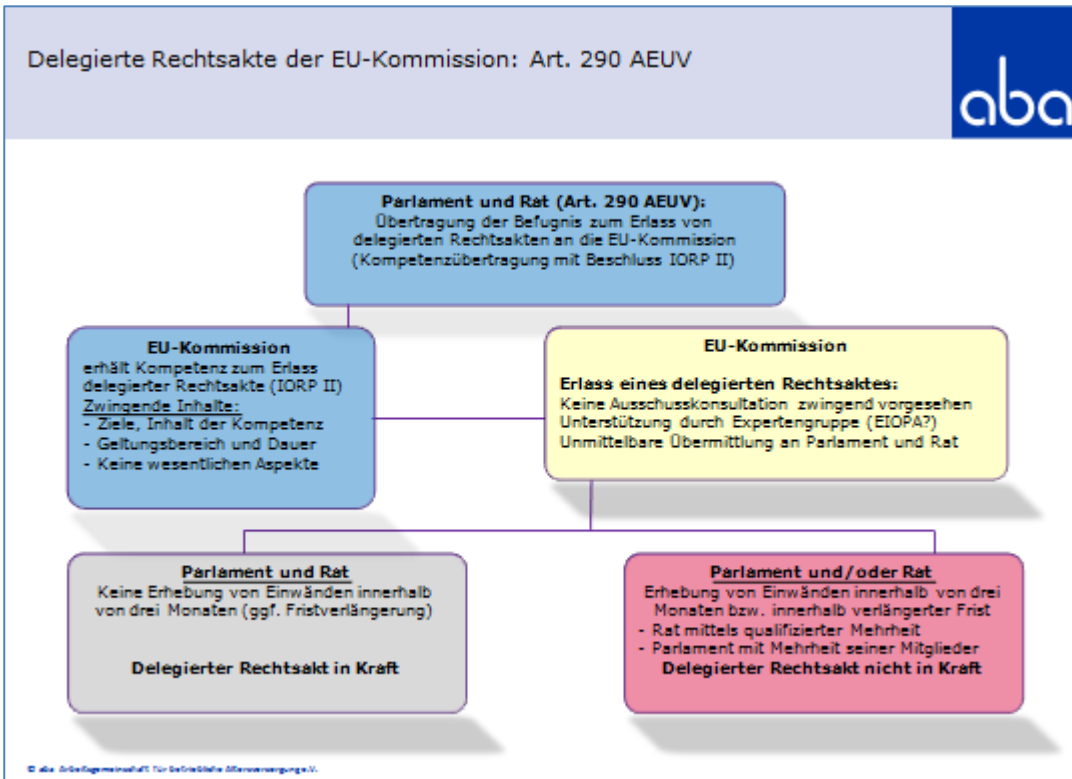 Delegierte Rechtsakte der EU-Kommission: Art. 290 AEUV
aba
Parlament und Rat (Art. 290 AEUV):
Übertragung der Befugnis zum Erlass von
delegierten Rechtsakten an die EU-Kommission
(Kompetenzübertragung mit Beschluss IORP II)
EU-Kommission
erhält Kompetenz zum Erlass
delegierter Rechtsakte (IORP II)
Zwingende Inhalte:
- Ziele, Inhalt der Kompetenz
- Geltungsbereich und Dauer
- Keine wesentlichen Aspekte
EU-Kommission
Erlass eines delegierten Rechtsaktes:
Keine Ausschusskonsultation zwingend vorgesehen
Unterstützung durch Expertengruppe (EIOPA?)
Unmittelbare Übermittlung an Parlament und Rat
Parlament und Rat
Keine Erhebung von Einwänden innerhalb
von drei Monaten (ggf. Fristverlängerung)
Delegierter Rechtsakt in Kraft
Parlament und/oder Rat
Erhebung von Einwänden innerhalb von drei
Monaten bzw. innerhalb verlängerter Frist
- Rat mittels qualifizierter Mehrheit
- Parlament mit Mehrheit seiner Mitglieder
Delegierter Rechtsakt nicht in Kraft
© aba Arbeitsgemeinschaft für betriebliche Altersversorgung e.V.